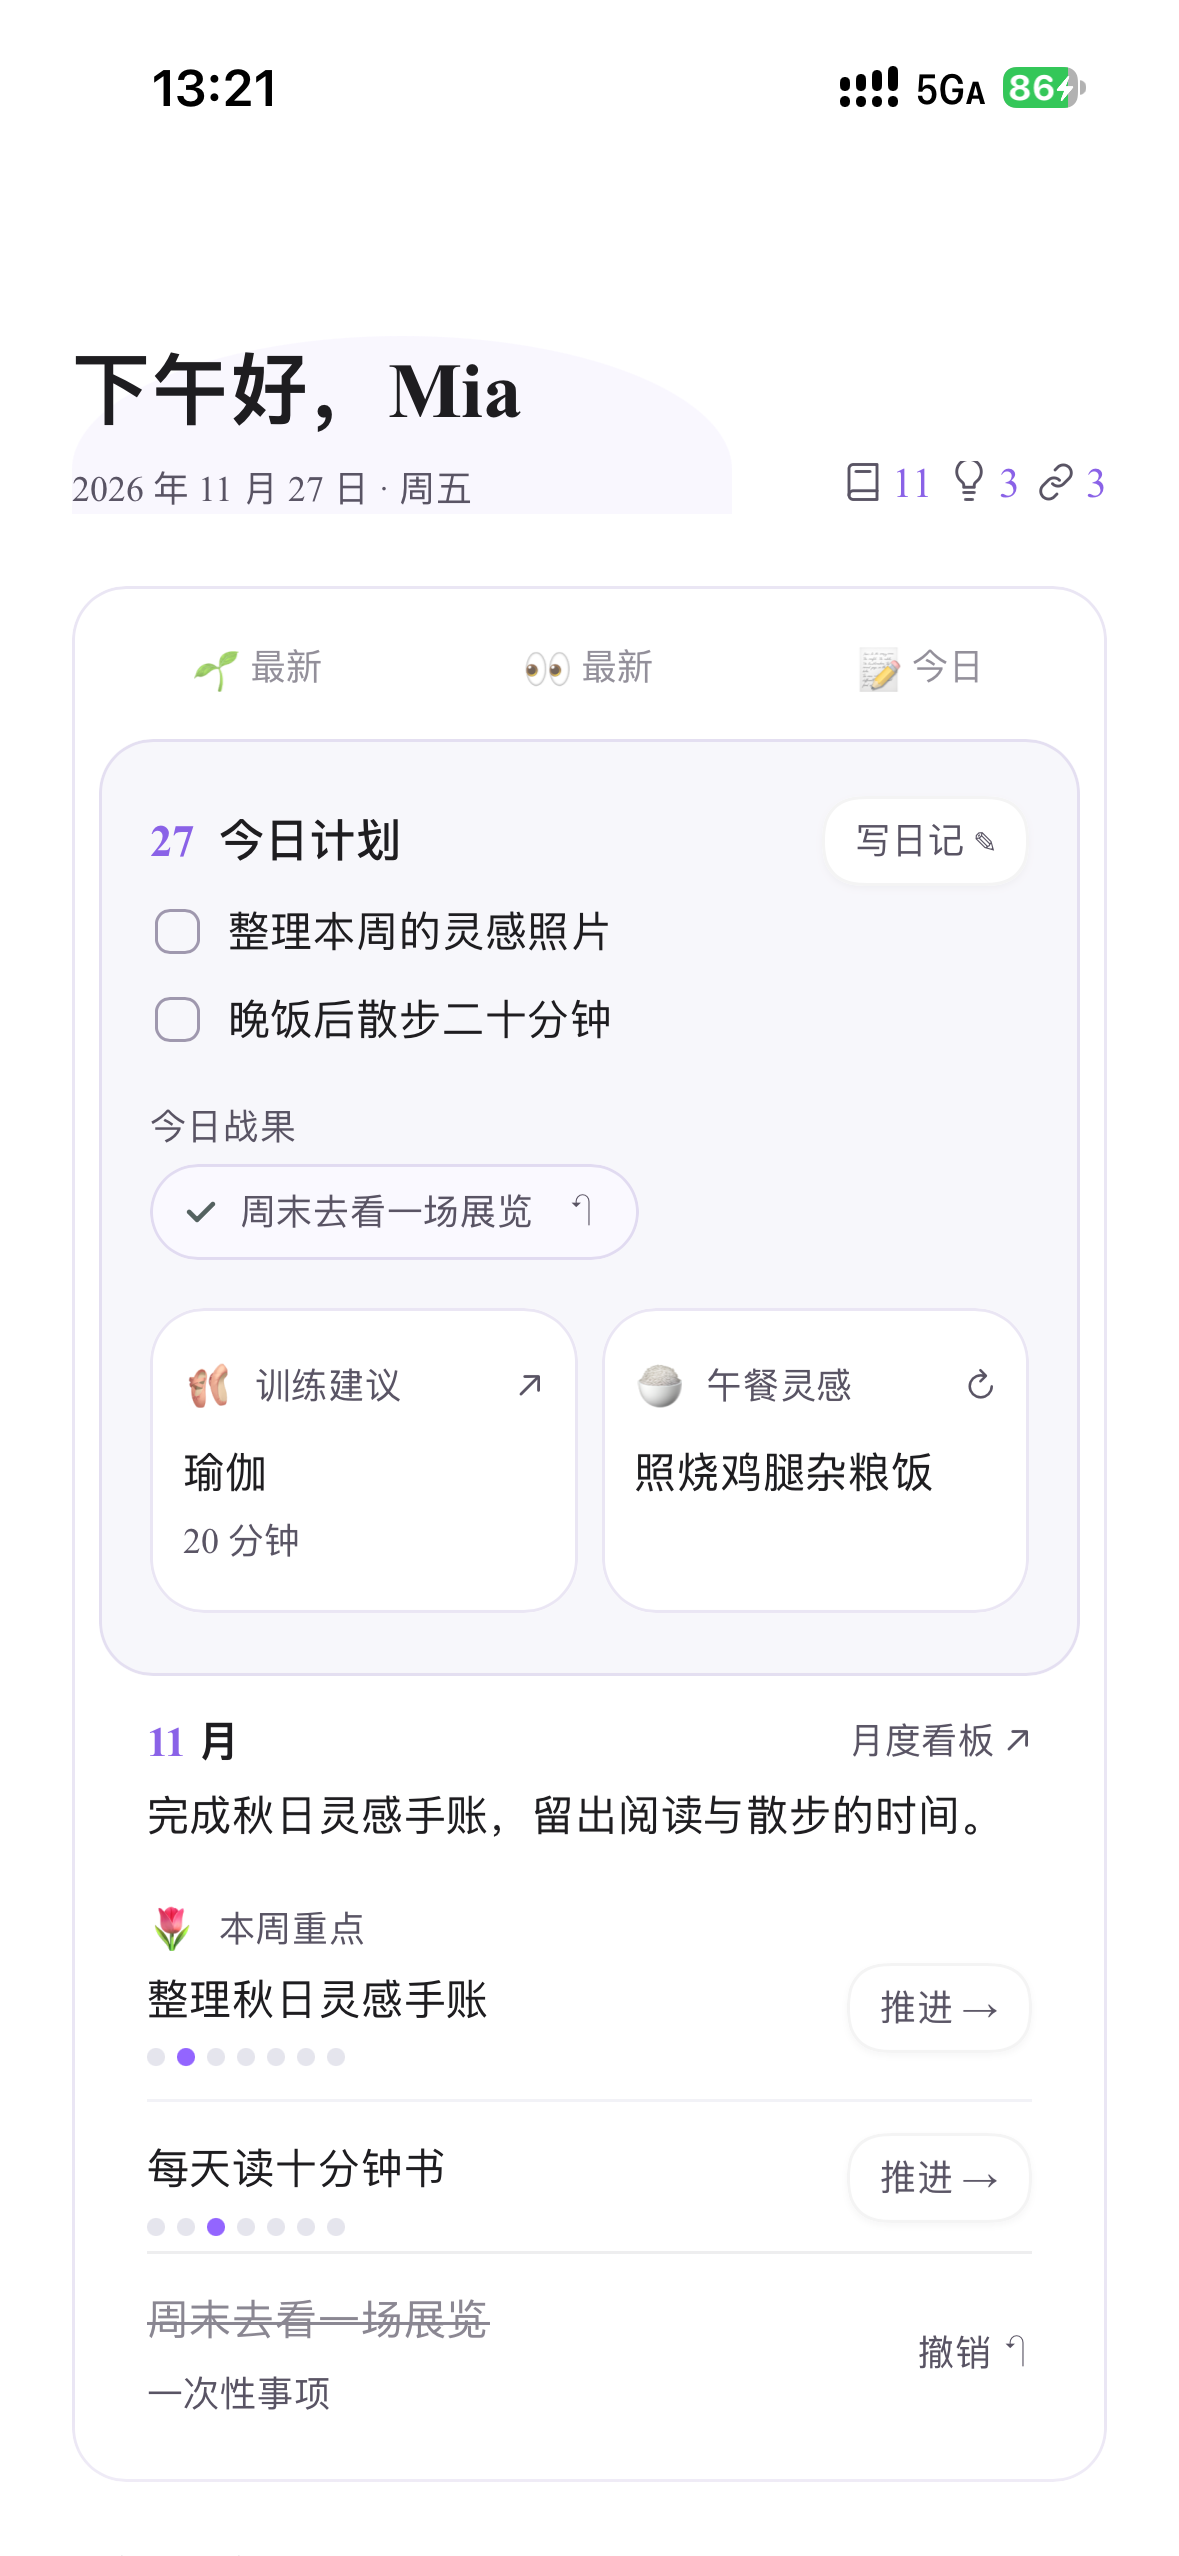 13:21 5GA 86
下午好，Mia
2026 年 11 月 27 日 · 周五 11 3 3
最新 最新 今日
27 今日计划 写日记
整理本周的灵感照片
晚饭后散步二十分钟
今日战果
周末去看一场展览
训练建议 午餐灵感
瑜伽 照烧鸡腿杂粮饭
20 分钟
11 月 月度看板
完成秋日灵感手账，留出阅读与散步的时间。
本周重点
整理秋日灵感手账 推进 →
每天读十分钟书 推进 →
周末去看一场展览
撤销
一次性事项